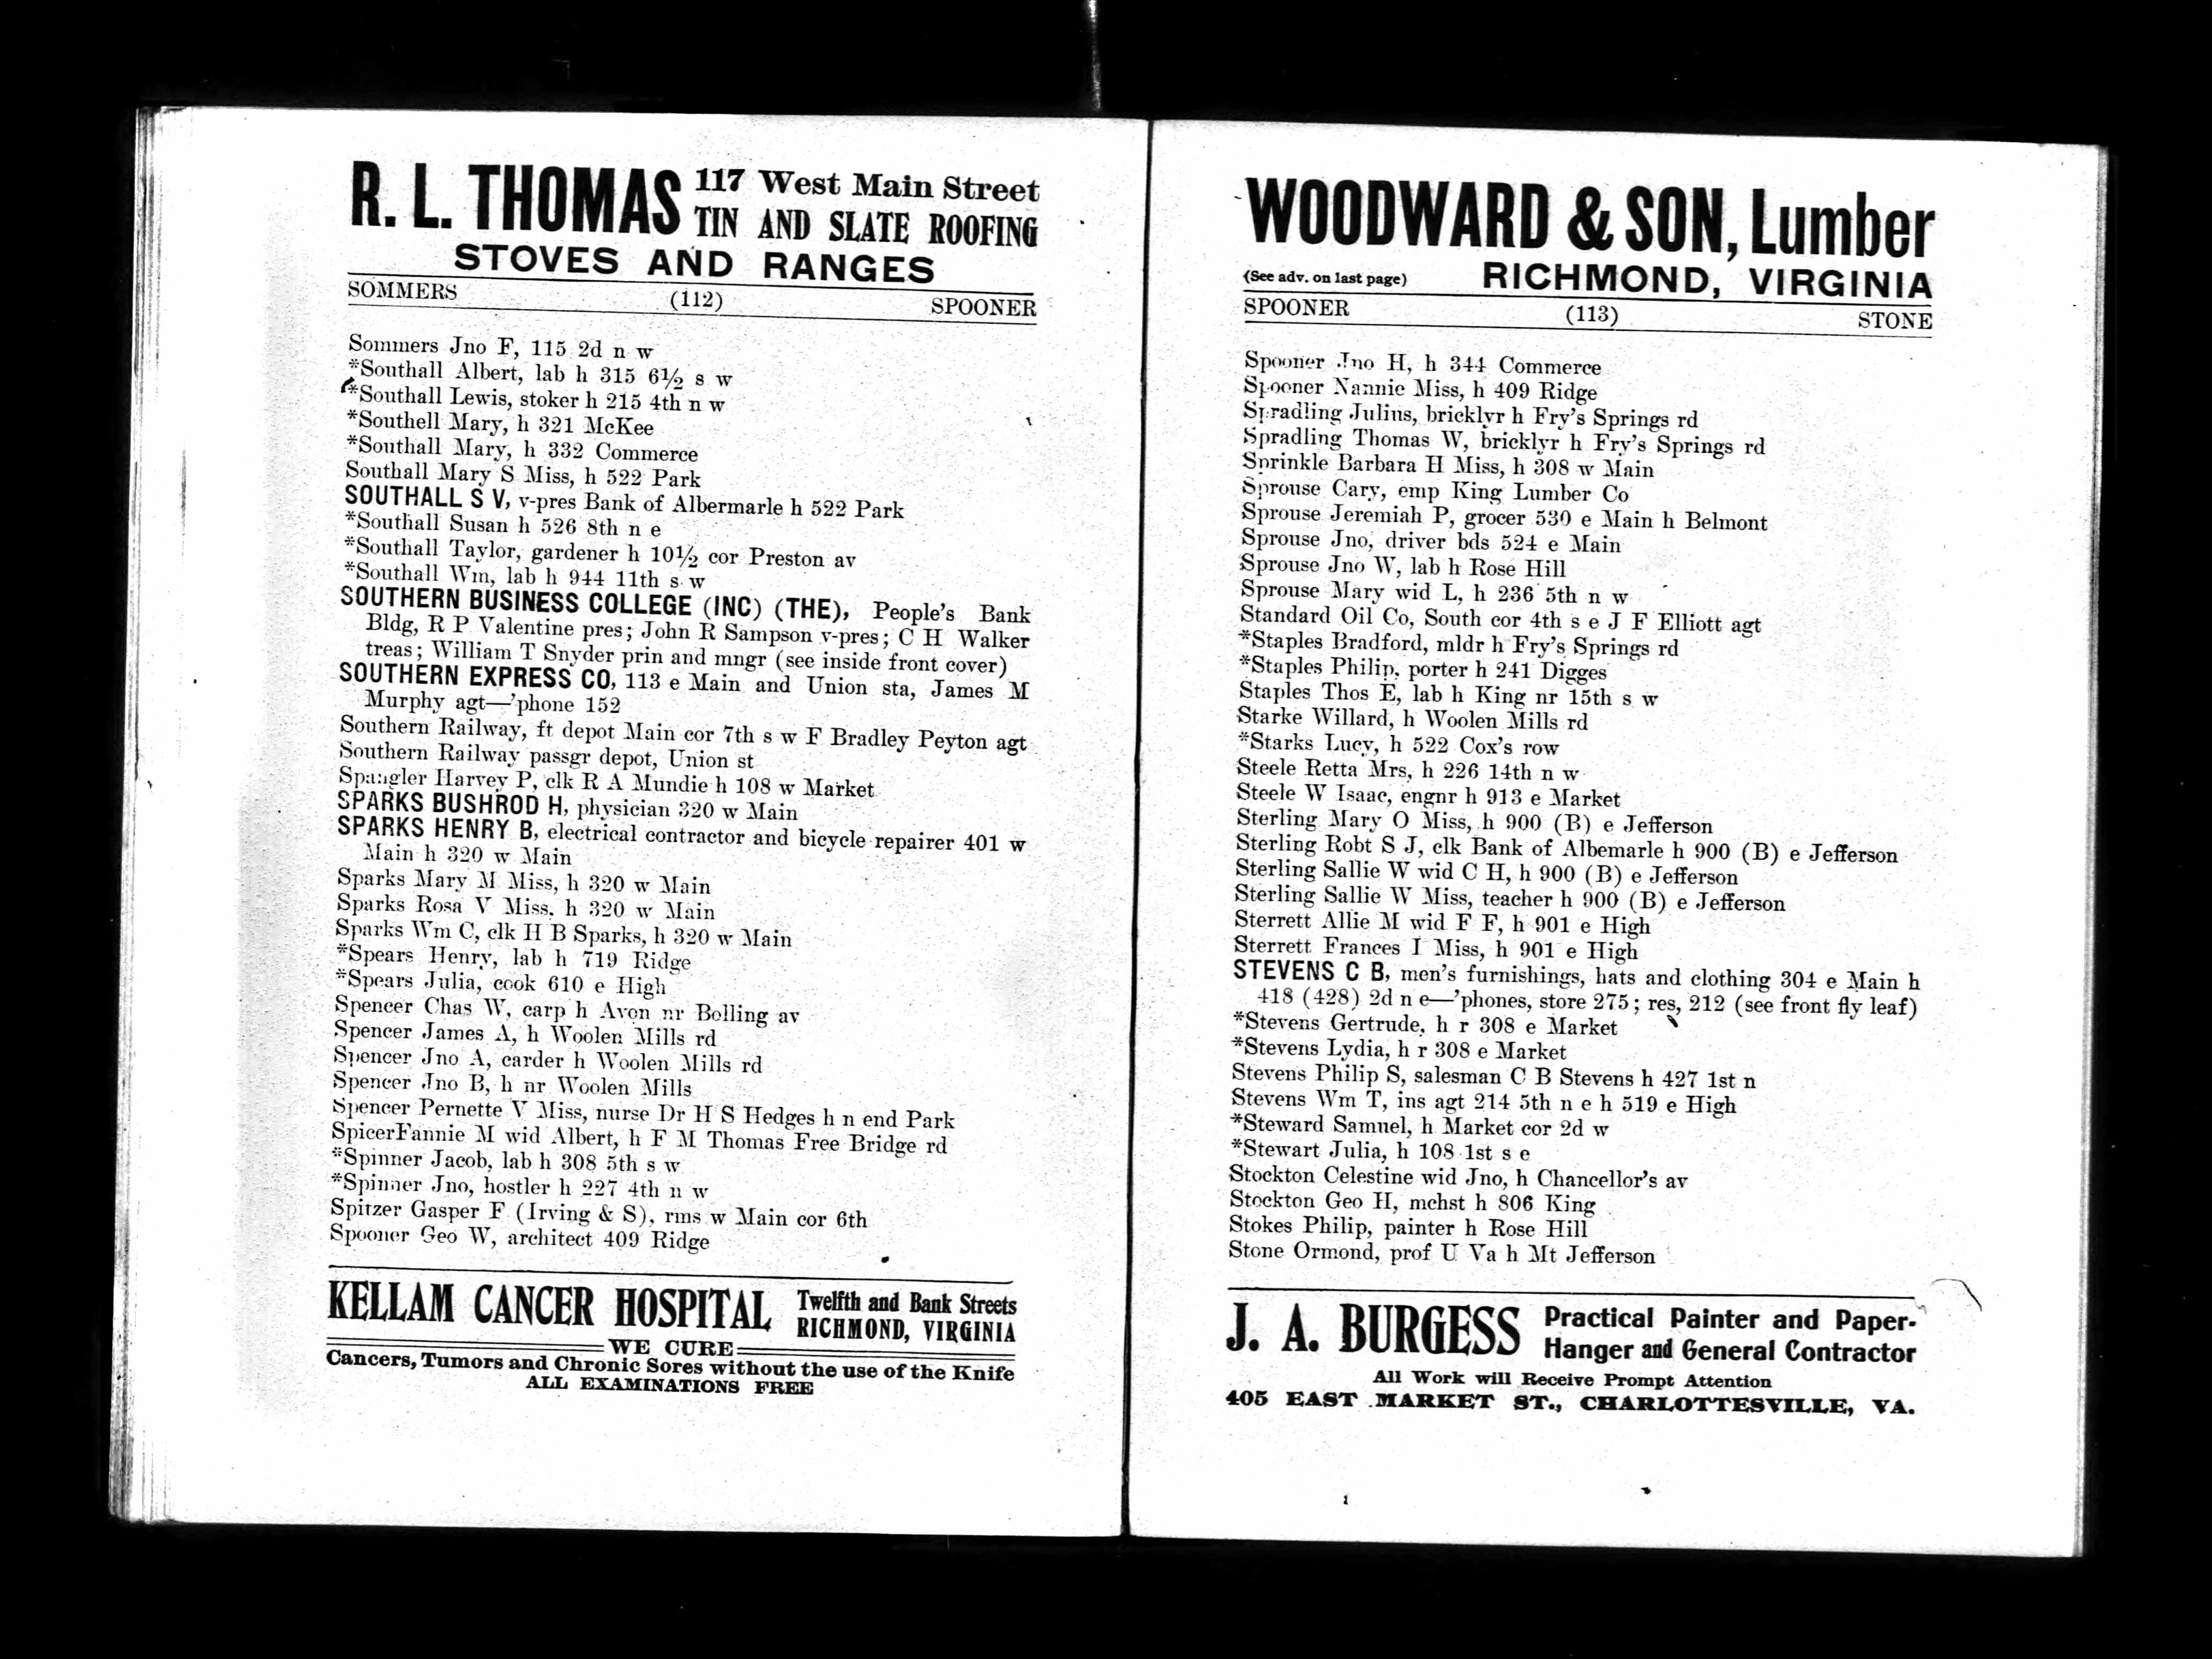 R. L. THOMAS 117 West Main Street
TIN AND SLATE ROOFING
STOVES AND RANGES
SOMMERS (112) SPOONER
Sommers Jno F, 115 2d n w
*Southall Albert, lab h 315 6½ s w
*Southall Lewis, stoker h 215 4th n w
*Southell Mary, h 321 McKee
*Southall Mary, h 332 Commerce
Southall Mary S Miss, h 522 Park
SOUTHALL S V, v-pres Bank of Albermarle h 522 Park
*Southall Susan h 526 8th n e
*Southall Taylor, gardener h 10½ cor Preston av
*Southall Wm, lab h 944 11th s w
SOUTHERN BUSINESS COLLEGE (INC) (THE), People's Bank
Bldg, R P Valentine pres; John R Sampson v-pres; C H Walker
treas; William T Snyder prin and mngr (see inside front cover)
SOUTHERN EXPRESS CO, 113 e Main and Union sta, James M
Murphy agt—'phone 152
Southern Railway, ft depot Main cor 7th s w F Bradley Peyton agt
Southern Railway passgr depot, Union st
Spangler Harvey P, clk R A Mundie h 108 w Market
SPARKS BUSHROD H, physician 320 w Main
SPARKS HENRY B, electrical contractor and bicycle repairer 401 w
Main h 320 w Main
Sparks Mary M Miss, h 320 w Main
Sparks Rosa V Miss, h 320 w Main
Sparks Wm C, clk H B Sparks, h 320 w Main
*Spears Henry, lab h 719 Ridge
*Spears Julia, cook 610 e High
Spencer Chas W, carp h Avon nr Bolling av
Spencer James A, h Woolen Mills rd
Spencer Jno A, carder h Woolen Mills rd
Spencer Jno B, h nr Woolen Mills
Spencer Pernette V Miss, nurse Dr H S Hedges h n end Park
SpicerFannie M wid Albert, h F M Thomas Free Bridge rd
*Spinner Jacob, lab h 308 5th s w
*Spinner Jno, hostler h 227 4th n w
Spitzer Gasper F (Irving & S), rms w Main cor 6th
Spooner Geo W, architect 409 Ridge
KELLAM CANCER HOSPITAL Twelfth and Bank Streets
RICHMOND, VIRGINIA
WE CURE
Cancers, Tumors and Chronic Sores without the use of the Knife
ALL EXAMINATIONS FREE
WOODWARD & SON, Lumber
(See adv. on last page) RICHMOND, VIRGINIA
SPOONER (113) STONE
Spooner Jno H, h 344 Commerce
Spooner Nannie Miss, h 409 Ridge
Spradling Julius, bricklyr h Fry's Springs rd
Spradling Thomas W, bricklyr h Fry's Springs rd
Sprinkle Barbara H Miss, h 308 w Main
Sprouse Cary, emp King Lumber Co
Sprouse Jeremiah P, grocer 530 e Main h Belmont
Sprouse Jno, driver bds 524 e Main
Sprouse Jno W, lab h Rose Hill
Sprouse Mary wid L, h 236 5th n w
Standard Oil Co, South cor 4th s e J F Elliott agt
*Staples Bradford, mldr h Fry's Springs rd
*Staples Philip, porter h 241 Digges
Staples Thos E, lab h King nr 15th s w
Starke Willard, h Woolen Mills rd
*Starks Lucy, h 522 Cox's row
Steele Retta Mrs, h 226 14th n w
Steele W Isaac, engnr h 913 e Market
Sterling Mary O Miss, h 900 (B) e Jefferson
Sterling Robt S J, clk Bank of Albemarle h 900 (B) e Jefferson
Sterling Sallie W wid C H, h 900 (B) e Jefferson
Sterling Sallie W Miss, teacher h 900 (B) e Jefferson
Sterrett Allie M wid F F, h 901 e High
Sterrett Frances I Miss, h 901 e High
STEVENS C B, men's furnishings, hats and clothing 304 e Main h
418 (428) 2d n e—'phones, store 275; res, 212 (see front fly leaf)
*Stevens Gertrude, h r 308 e Market
*Stevens Lydia, h r 308 e Market
Stevens Philip S, salesman C B Stevens h 427 1st n
Stevens Wm T, ins agt 214 5th n e h 519 e High
*Steward Samuel, h Market cor 2d w
*Stewart Julia, h 108 1st s e
Stockton Celestine wid Jno, h Chancellor's av
Stockton Geo H, mchst h 806 King
Stokes Philip, painter h Rose Hill
Stone Ormond, prof U Va h Mt Jefferson
J. A. BURGESS Practical Painter and Paper-
Hanger and General Contractor
All Work will Receive Prompt Attention
405 EAST MARKET ST., CHARLOTTESVILLE, VA.